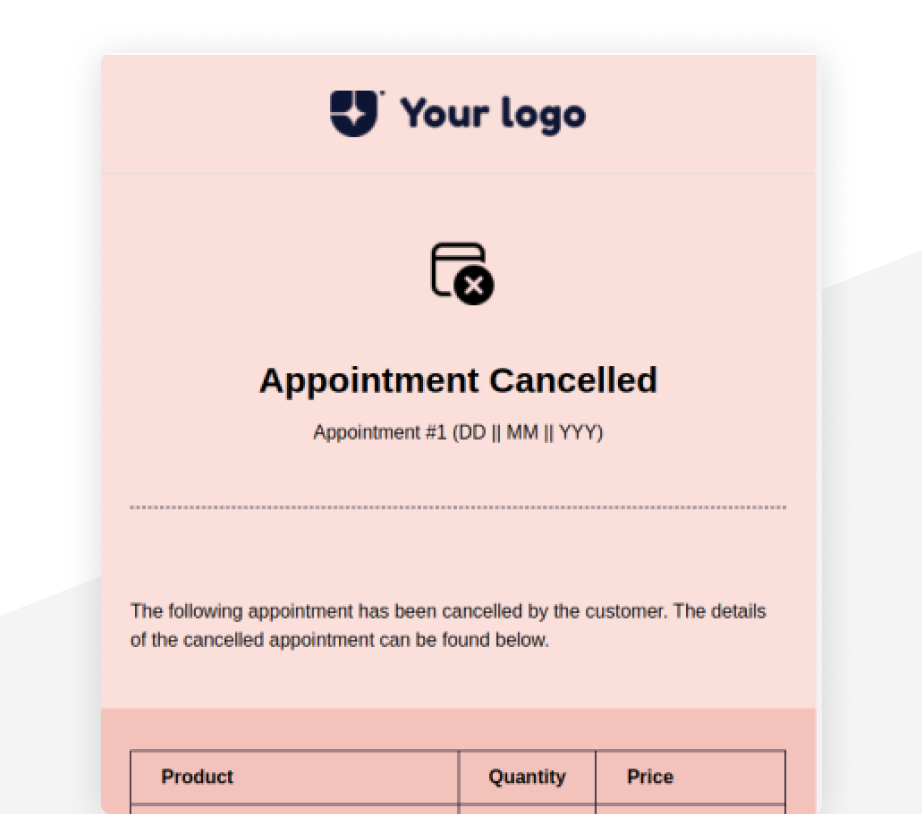 Your logo
Appointment Cancelled
Appointment #1 (DD || MM || YYY)
The following appointment has been cancelled by the customer. The details
of the cancelled appointment can be found below.
Product Quantity Price